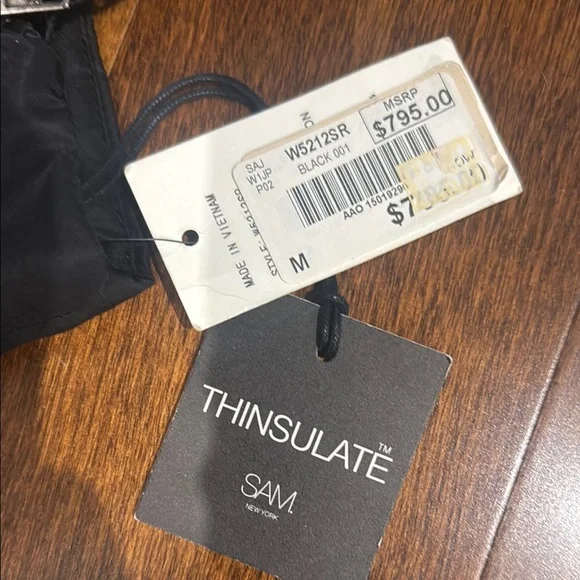 SAJ
W1JP
P02
W5212SR
BLACK 001
MSRP
$795.00
M
MADE IN VIETNAM
THINSULATE™
SAM.
NEW YORK